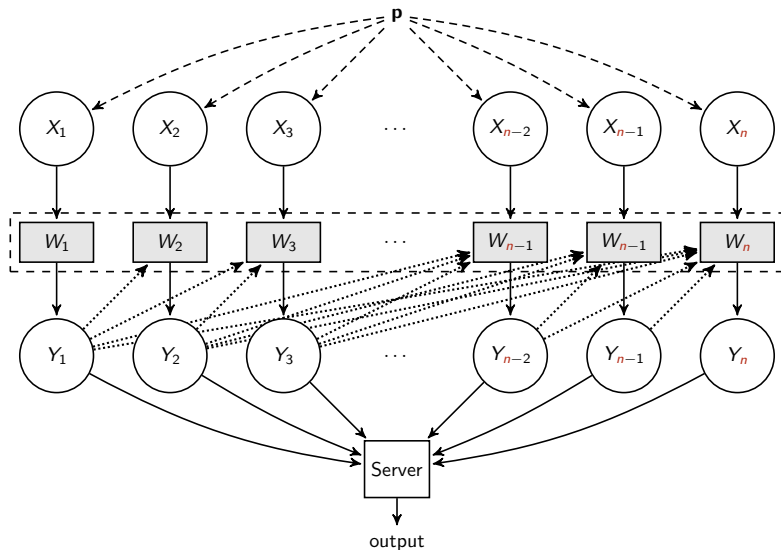 p
X₁ X₂ X₃ ... Xₙ₋₂ Xₙ₋₁ Xₙ
W₁ W₂ W₃ ... Wₙ₋₁ Wₙ₋₁ Wₙ
Y₁ Y₂ Y₃ ... Yₙ₋₂ Yₙ₋₁ Yₙ
Server
output